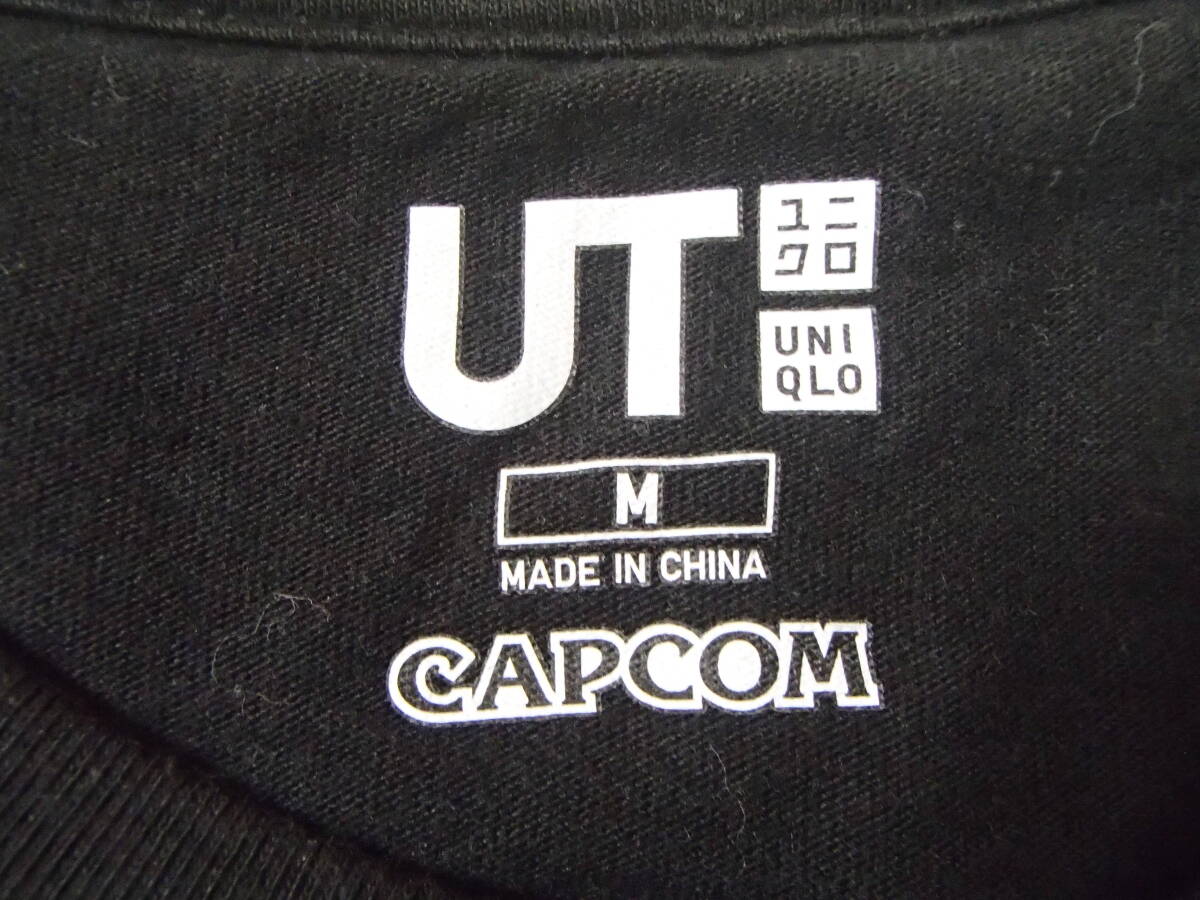 UT
ユニ
クロ
UNI
QLO
M
MADE IN CHINA
CAPCOM